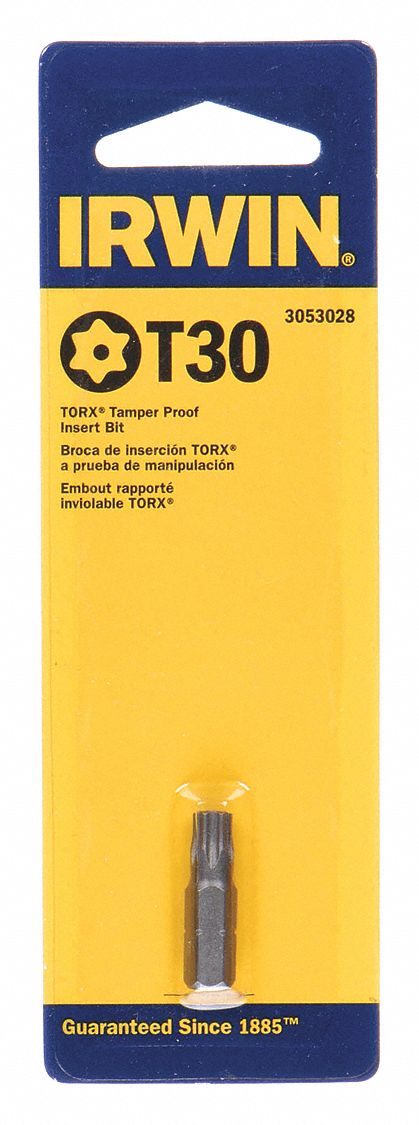 IRWIN®
3053028
T30
TORX® Tamper Proof
Insert Bit
Broca de inserción TORX®
a prueba de manipulación
Embout rapporté
inviolable TORX®
Guaranteed Since 1885™